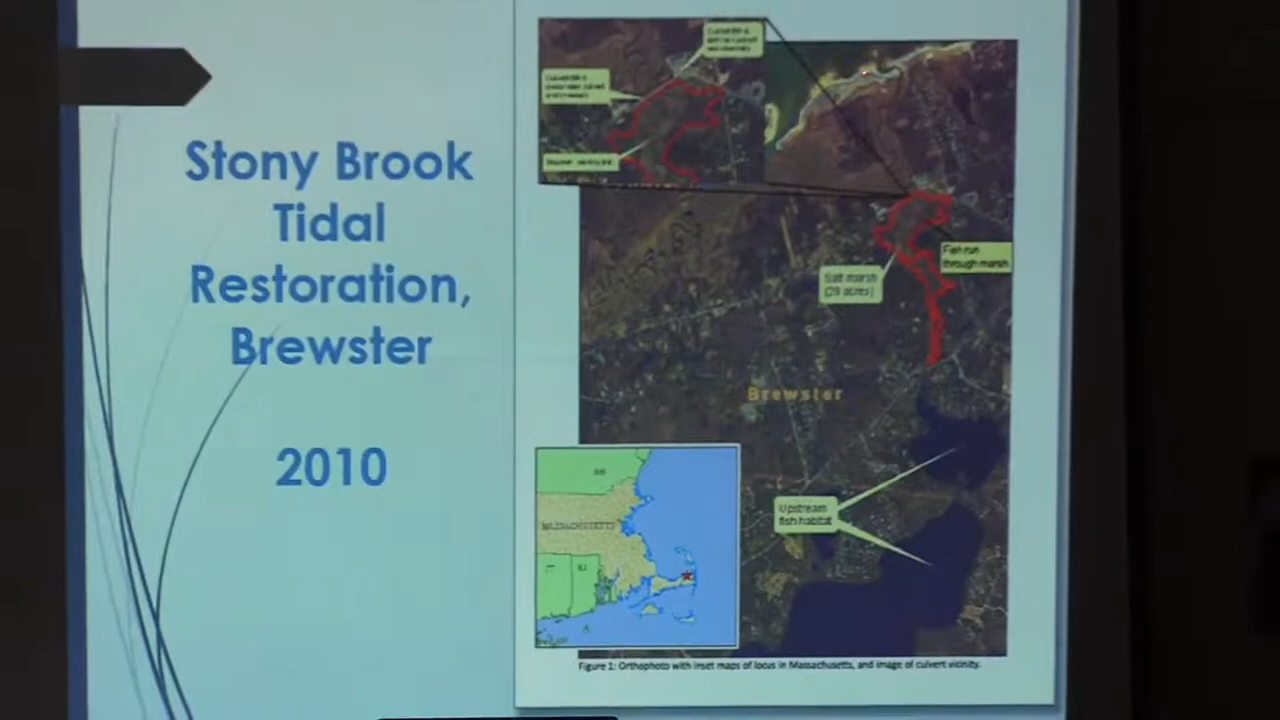 Stony Brook
Tidal
Restoration,
Brewster
2010
Fish run
through marsh
Salt marsh
(29 acres)
Brewster
Upstream
fish habitat
MASSACHUSETTS
Figure 1: Orthophoto with inset maps of locus in Massachusetts, and image of culvert vicinity.